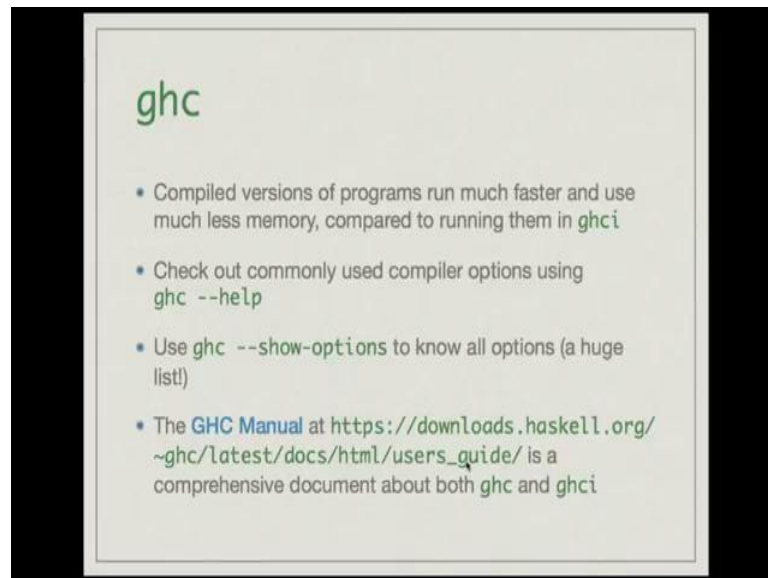 ghc
• Compiled versions of programs run much faster and use
much less memory, compared to running them in ghci
• Check out commonly used compiler options using
ghc --help
• Use ghc --show-options to know all options (a huge
list!)
• The GHC Manual at https://downloads.haskell.org/
~ghc/latest/docs/html/users_guide/ is a
comprehensive document about both ghc and ghci